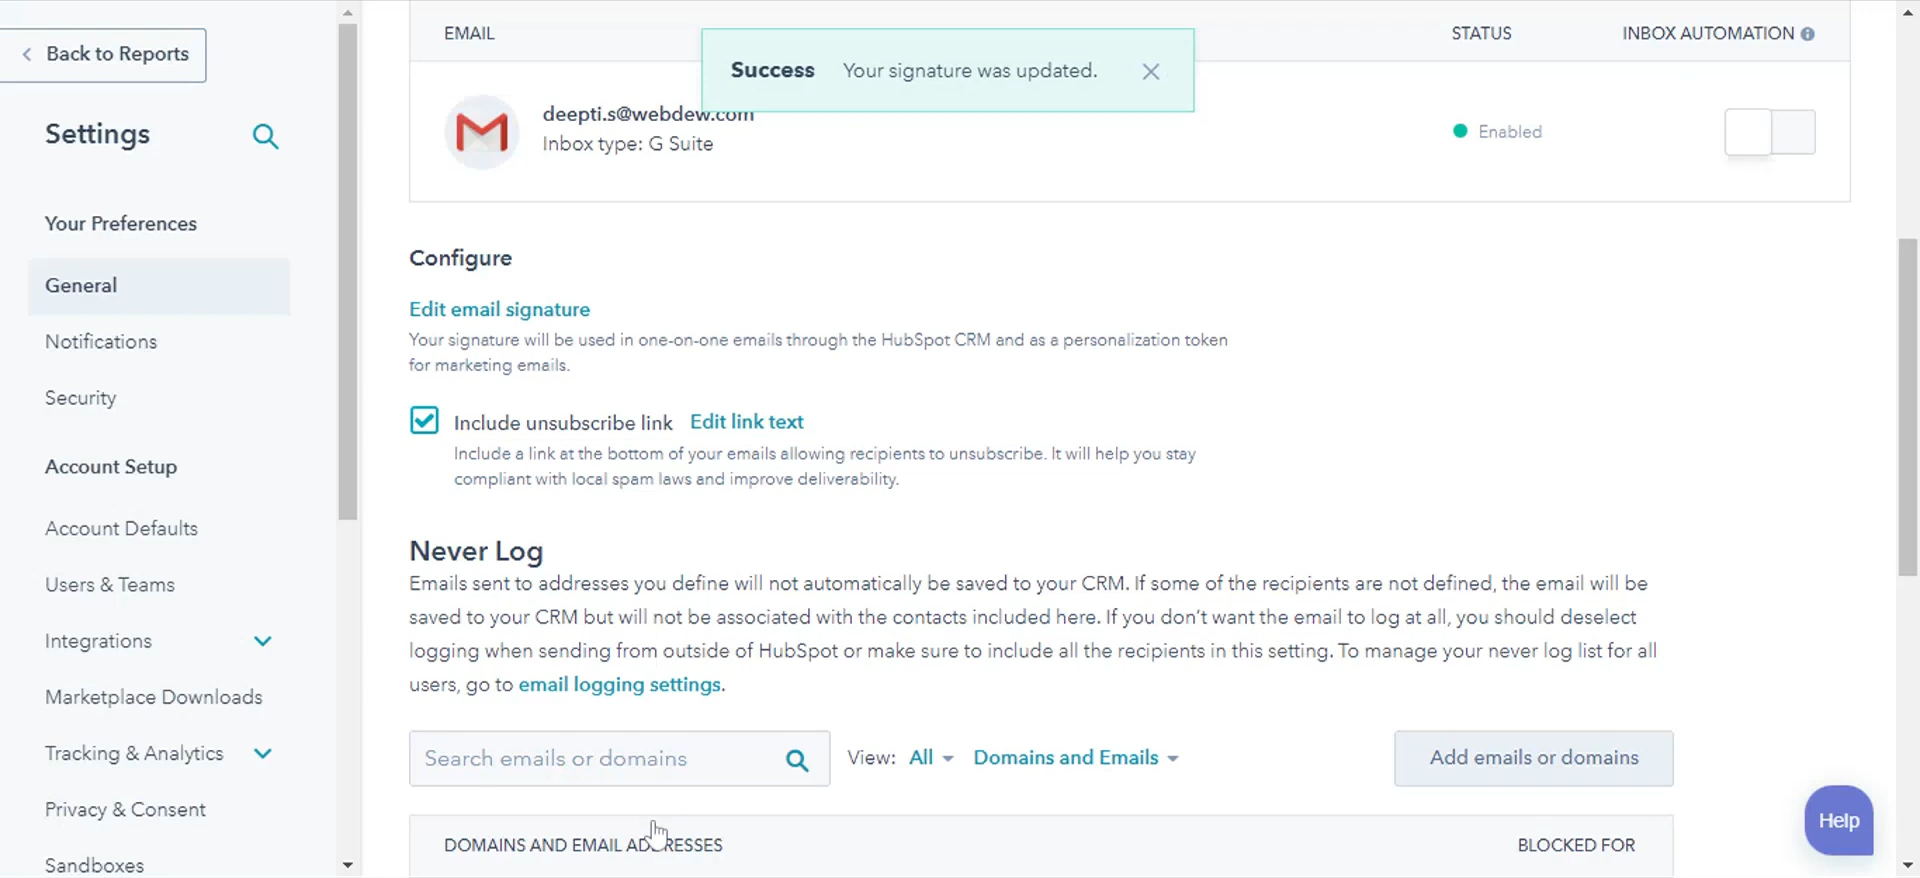 Back to Reports
Settings
Your Preferences
General
Notifications
Security
Account Setup
Account Defaults
Users & Teams
Integrations
Marketplace Downloads
Tracking & Analytics
Privacy & Consent
Sandboxes
EMAIL
STATUS
INBOX AUTOMATION
Success Your signature was updated.
deepti.s@webdew.com
Inbox type: G Suite
Enabled
Configure
Edit email signature
Your signature will be used in one-on-one emails through the HubSpot CRM and as a personalization token
for marketing emails.
Include unsubscribe link Edit link text
Include a link at the bottom of your emails allowing recipients to unsubscribe. It will help you stay
compliant with local spam laws and improve deliverability.
Never Log
Emails sent to addresses you define will not automatically be saved to your CRM. If some of the recipients are not defined, the email will be
saved to your CRM but will not be associated with the contacts included here. If you don't want the email to log at all, you should deselect
logging when sending from outside of HubSpot or make sure to include all the recipients in this setting. To manage your never log list for all
users, go to email logging settings.
Search emails or domains
View: All Domains and Emails
Add emails or domains
DOMAINS AND EMAIL ADDRESSES
BLOCKED FOR
Help